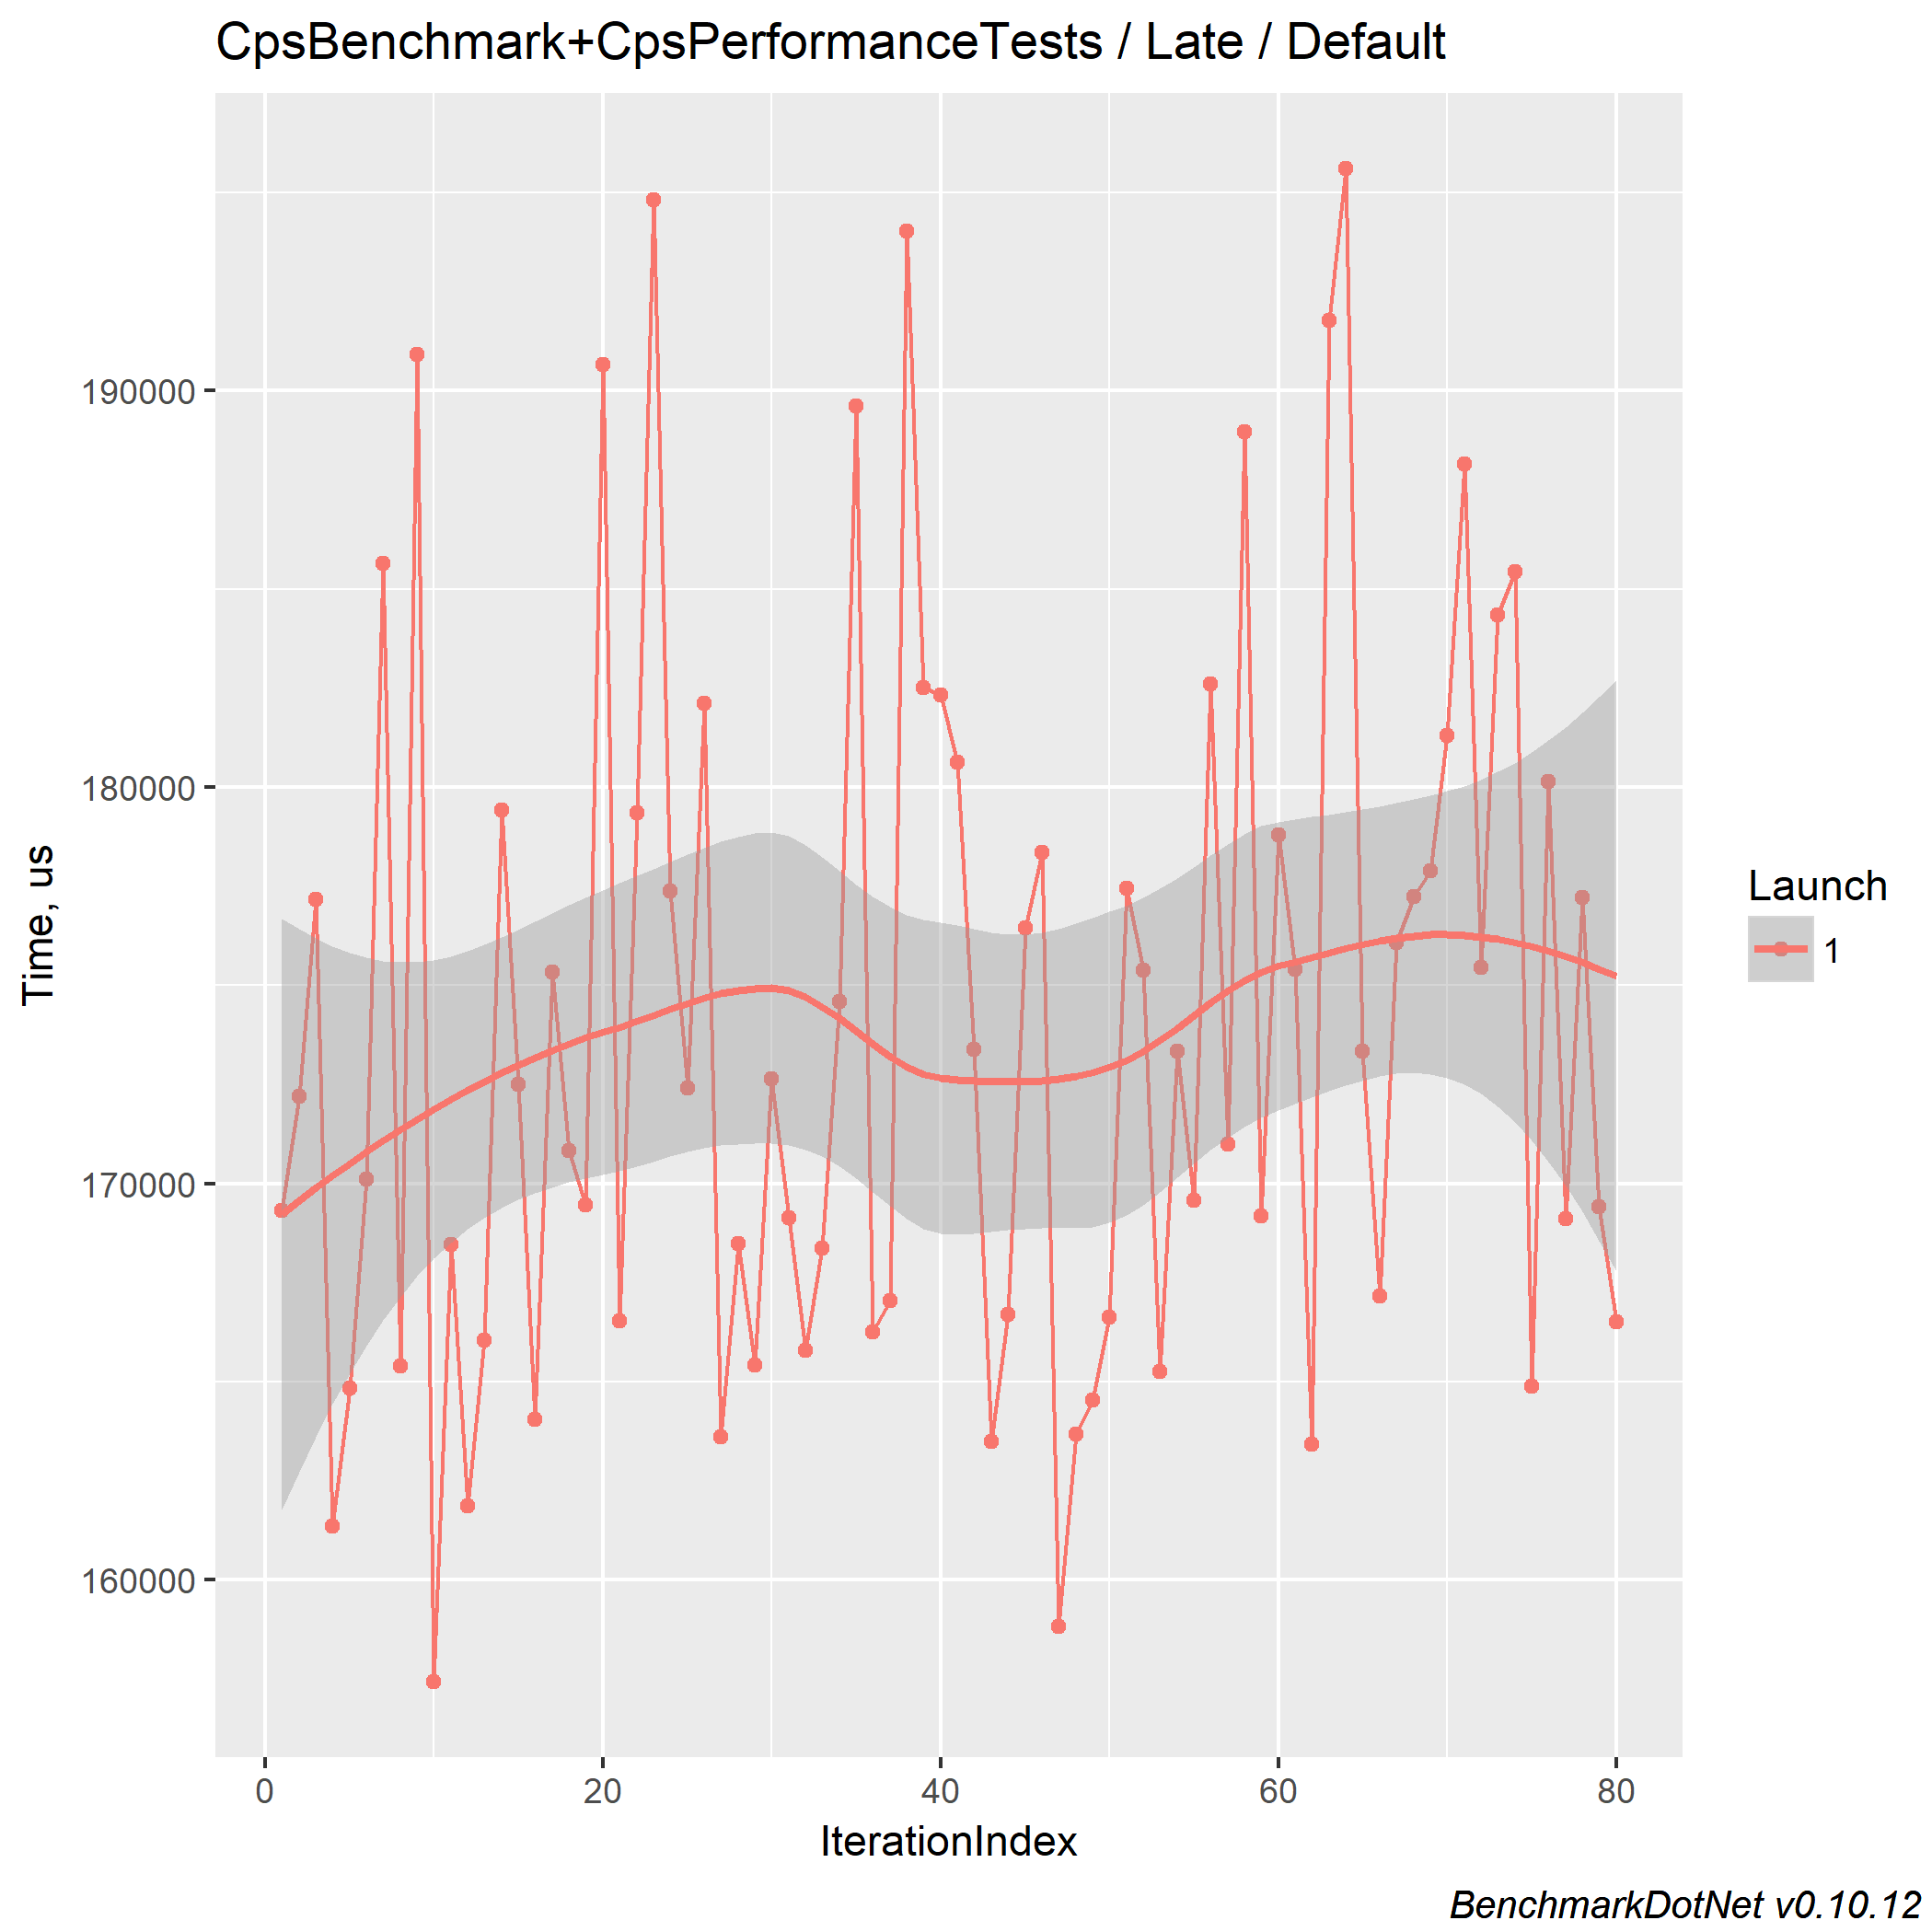 CpsBenchmark+CpsPerformanceTests / Late / Default
190000
180000
170000
160000
Time, us
0 20 40 60 80
IterationIndex
Launch
1
BenchmarkDotNet v0.10.12